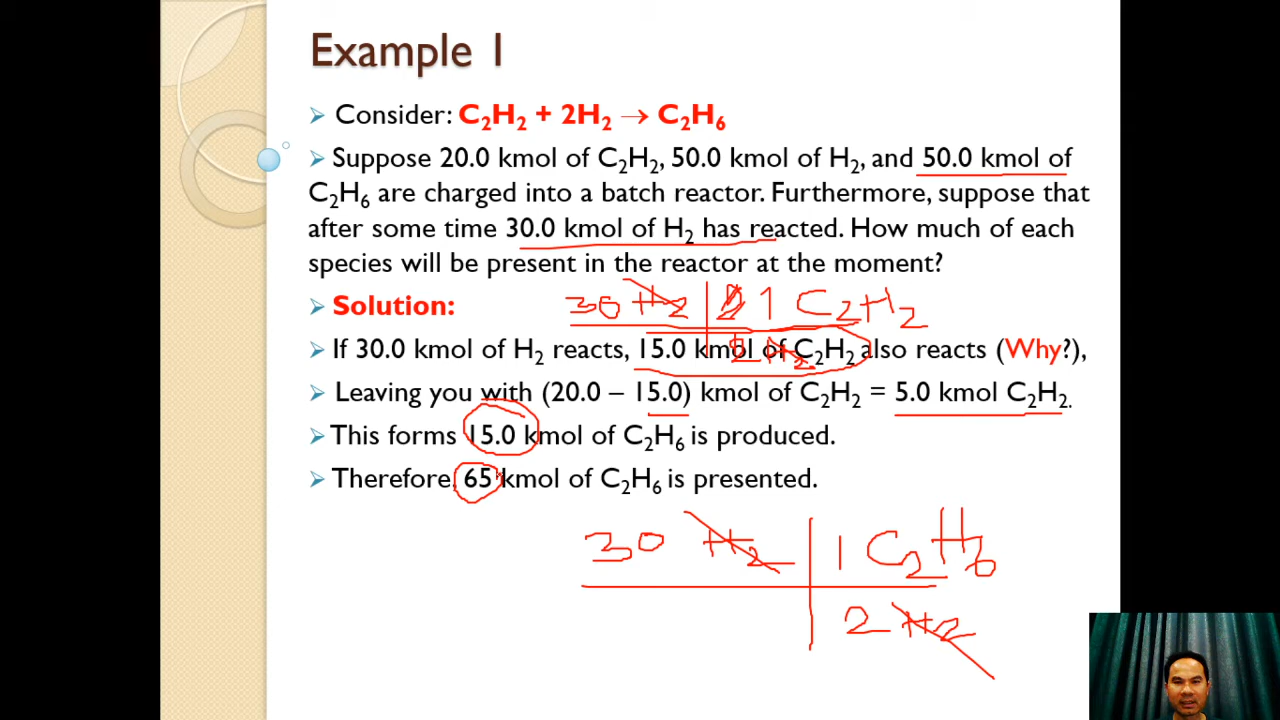 Example 1
Consider: C₂H₂ + 2H₂ → C₂H₆
Suppose 20.0 kmol of C₂H₂, 50.0 kmol of H₂, and 50.0 kmol of
C₂H₆ are charged into a batch reactor. Furthermore, suppose that
after some time 30.0 kmol of H₂ has reacted. How much of each
species will be present in the reactor at the moment?
Solution:
30 H2 | 1 C2H2
2 H2
If 30.0 kmol of H₂ reacts, 15.0 kmol of C₂H₂ also reacts (Why?),
Leaving you with (20.0 – 15.0) kmol of C₂H₂ = 5.0 kmol C₂H₂.
This forms 15.0 kmol of C₂H₆ is produced.
Therefore, 65 kmol of C₂H₆ is presented.
30 H2 | 1 C2H6
2 H2